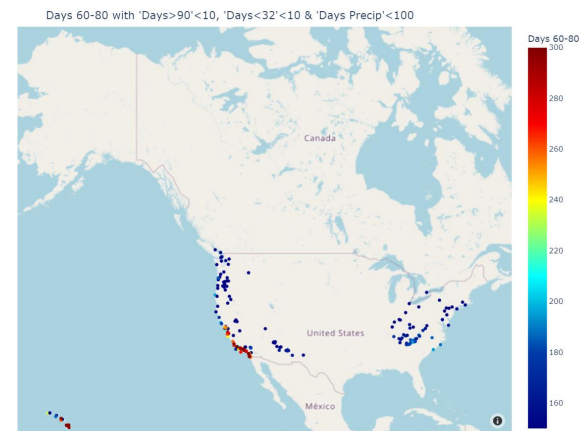 Days 60-80 with 'Days>90'<10, 'Days<32'<10 & 'Days Precip'<100
Days 60-80
300
280
260
240
220
200
180
160
Canada
United States
México